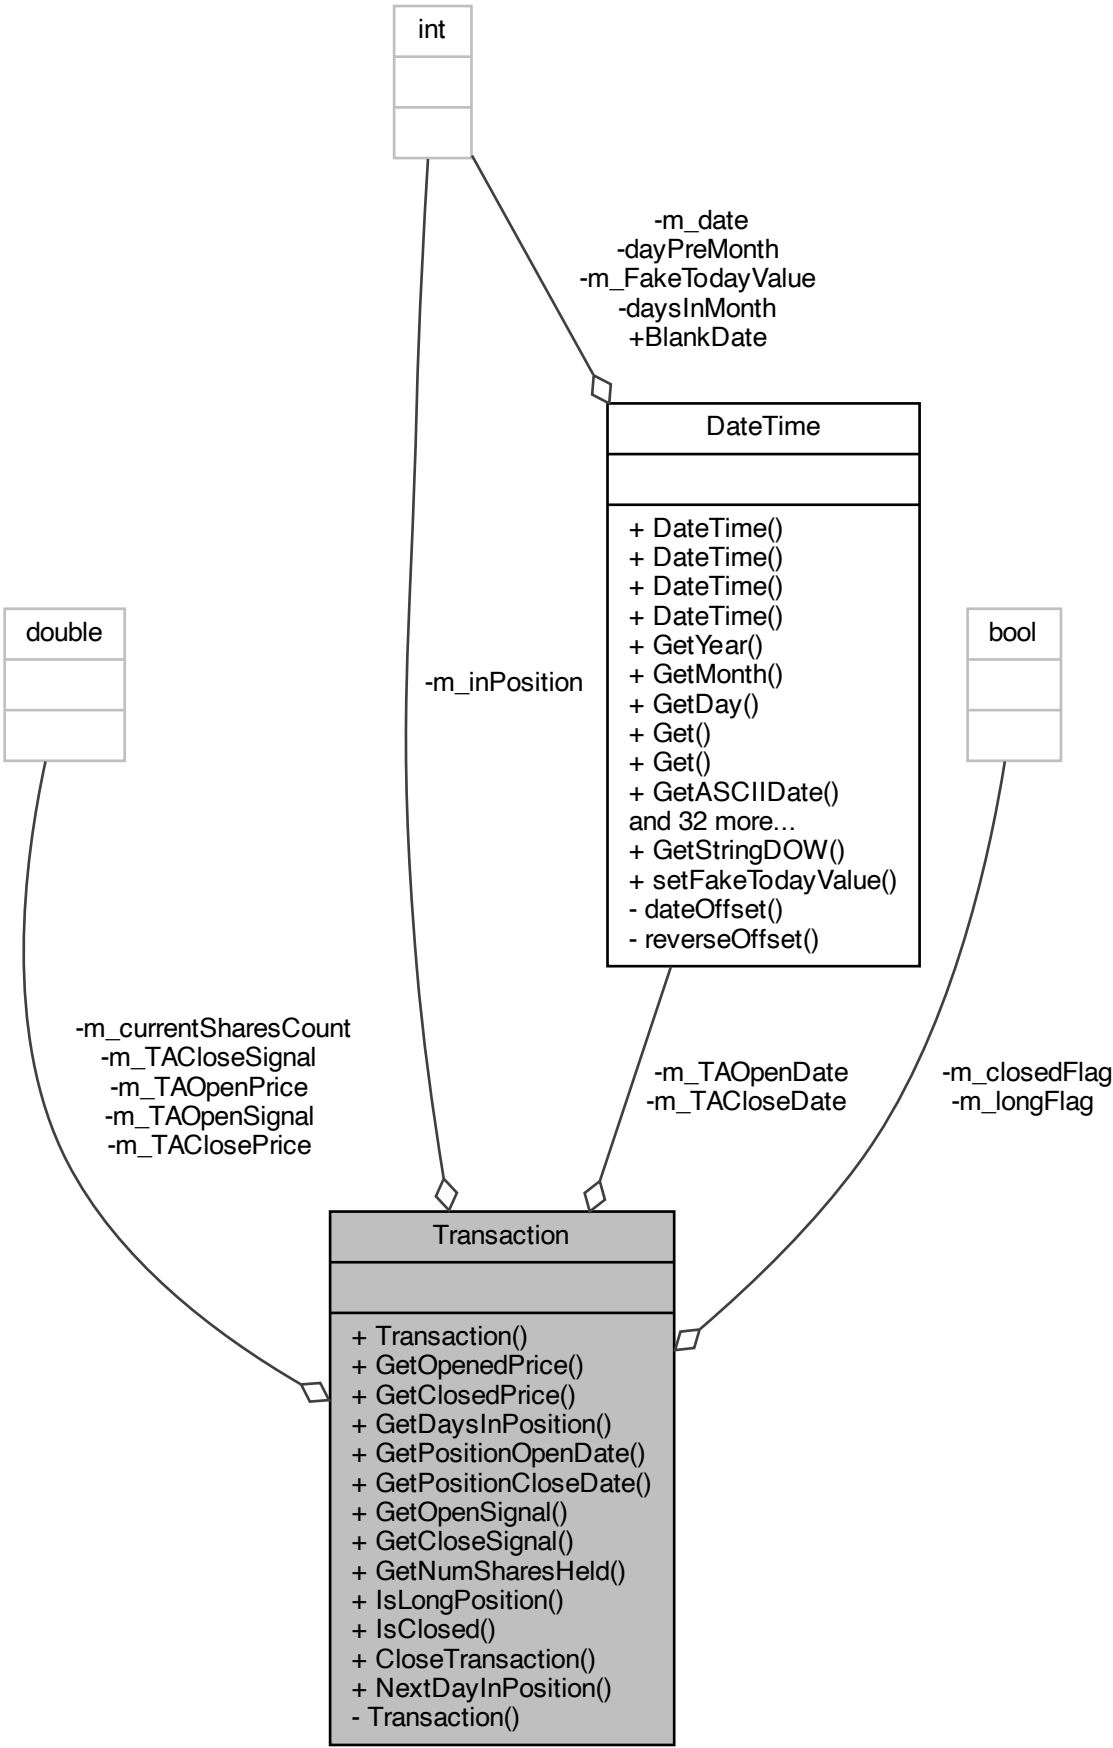 int
-m_date
-dayPreMonth
-m_FakeTodayValue
-daysInMonth
+BlankDate
DateTime
+ DateTime()
+ DateTime()
+ DateTime()
+ DateTime()
+ GetYear()
+ GetMonth()
+ GetDay()
+ Get()
+ Get()
+ GetASCIIDate()
and 32 more...
+ GetStringDOW()
+ setFakeTodayValue()
- dateOffset()
- reverseOffset()
double
bool
-m_inPosition
-m_currentSharesCount
-m_TACloseSignal
-m_TAOpenPrice
-m_TAOpenSignal
-m_TAClosePrice
-m_TAOpenDate
-m_TACloseDate
-m_closedFlag
-m_longFlag
Transaction
+ Transaction()
+ GetOpenedPrice()
+ GetClosedPrice()
+ GetDaysInPosition()
+ GetPositionOpenDate()
+ GetPositionCloseDate()
+ GetOpenSignal()
+ GetCloseSignal()
+ GetNumSharesHeld()
+ IsLongPosition()
+ IsClosed()
+ CloseTransaction()
+ NextDayInPosition()
- Transaction()